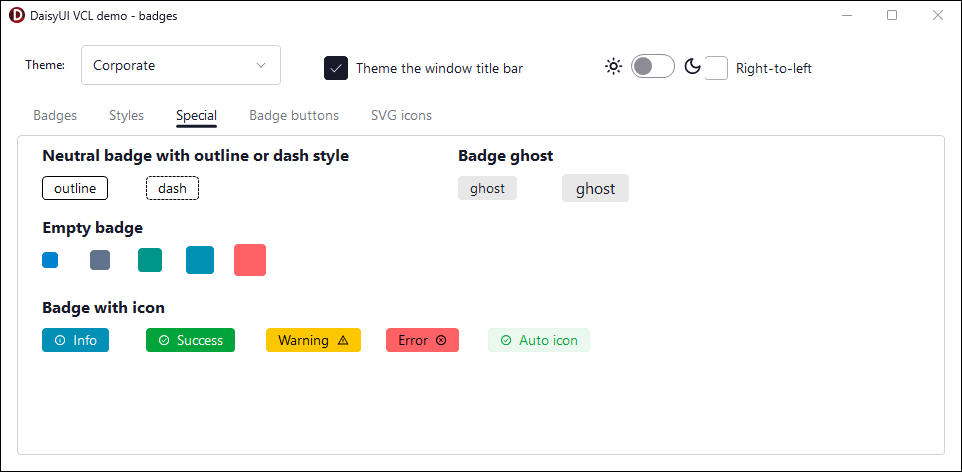 DaisyUI VCL demo - badges
Theme: Corporate Theme the window title bar Right-to-left
Badges Styles Special Badge buttons SVG icons
Neutral badge with outline or dash style Badge ghost
outline dash ghost ghost
Empty badge
Badge with icon
Info Success Warning Error Auto icon